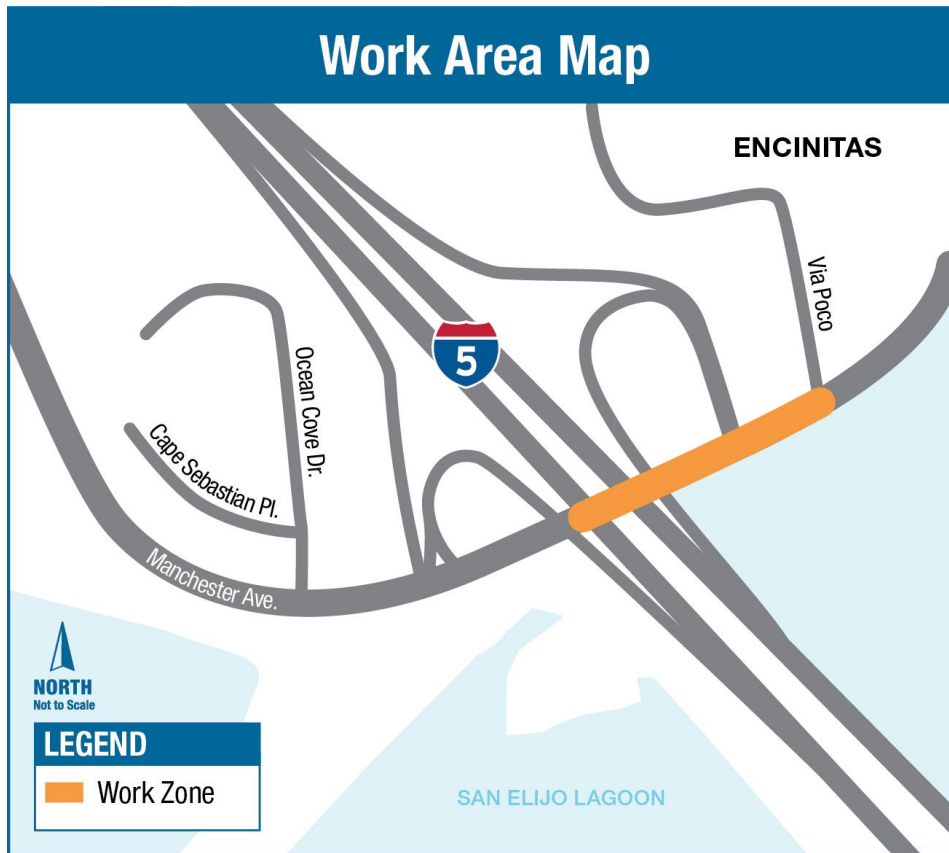 Work Area Map
ENCINITAS
Via Poco
5
Ocean Cove Dr.
Cape Sebastian Pl.
Manchester Ave.
NORTH
Not to Scale
LEGEND
Work Zone
SAN ELIJO LAGOON